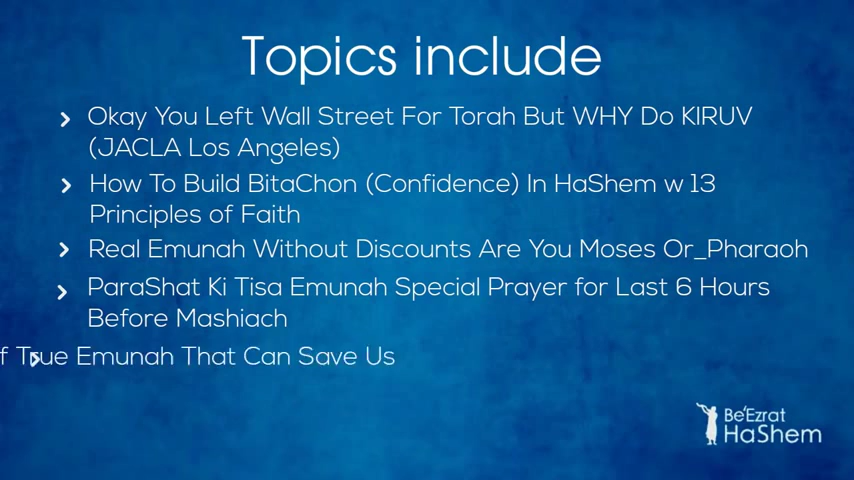 Topics include
Okay You Left Wall Street For Torah But WHY Do KIRUV
(JACLA Los Angeles)
How To Build BitaChon (Confidence) In HaShem w 13
Principles of Faith
Real Emunah Without Discounts Are You Moses Or_Pharaoh
ParaShat Ki Tisa Emunah Special Prayer for Last 6 Hours
Before Mashiach
f True Emunah That Can Save Us
Be'Ezrat
HaShem